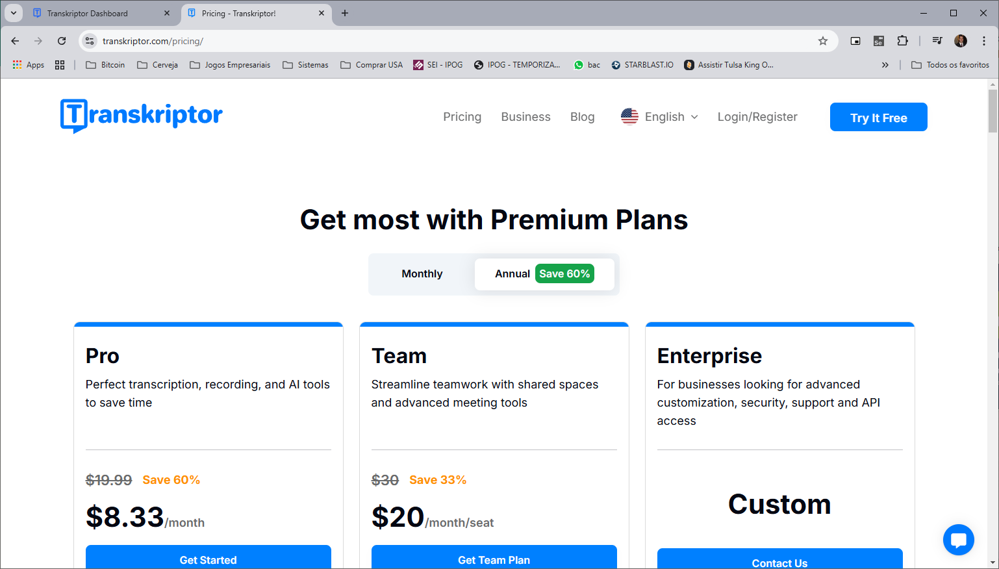 Transkriptor Dashboard
Pricing - Transkriptor!
transkriptor.com/pricing/
Apps
Bitcoin
Cerveja
Jogos Empresariais
Sistemas
Comprar USA
SEI - IPOG
IPOG - TEMPORIZA...
bac
STARBLAST.IO
Assistir Tulsa King O...
Todos os favoritos
Transkriptor
Pricing
Business
Blog
English
Login/Register
Try It Free
Get most with Premium Plans
Monthly
Annual Save 60%
Pro
Perfect transcription, recording, and AI tools
to save time
$19.99 Save 60%
$8.33/month
Get Started
Team
Streamline teamwork with shared spaces
and advanced meeting tools
$30 Save 33%
$20/month/seat
Get Team Plan
Enterprise
For businesses looking for advanced
customization, security, support and API
access
Custom
Contact Us